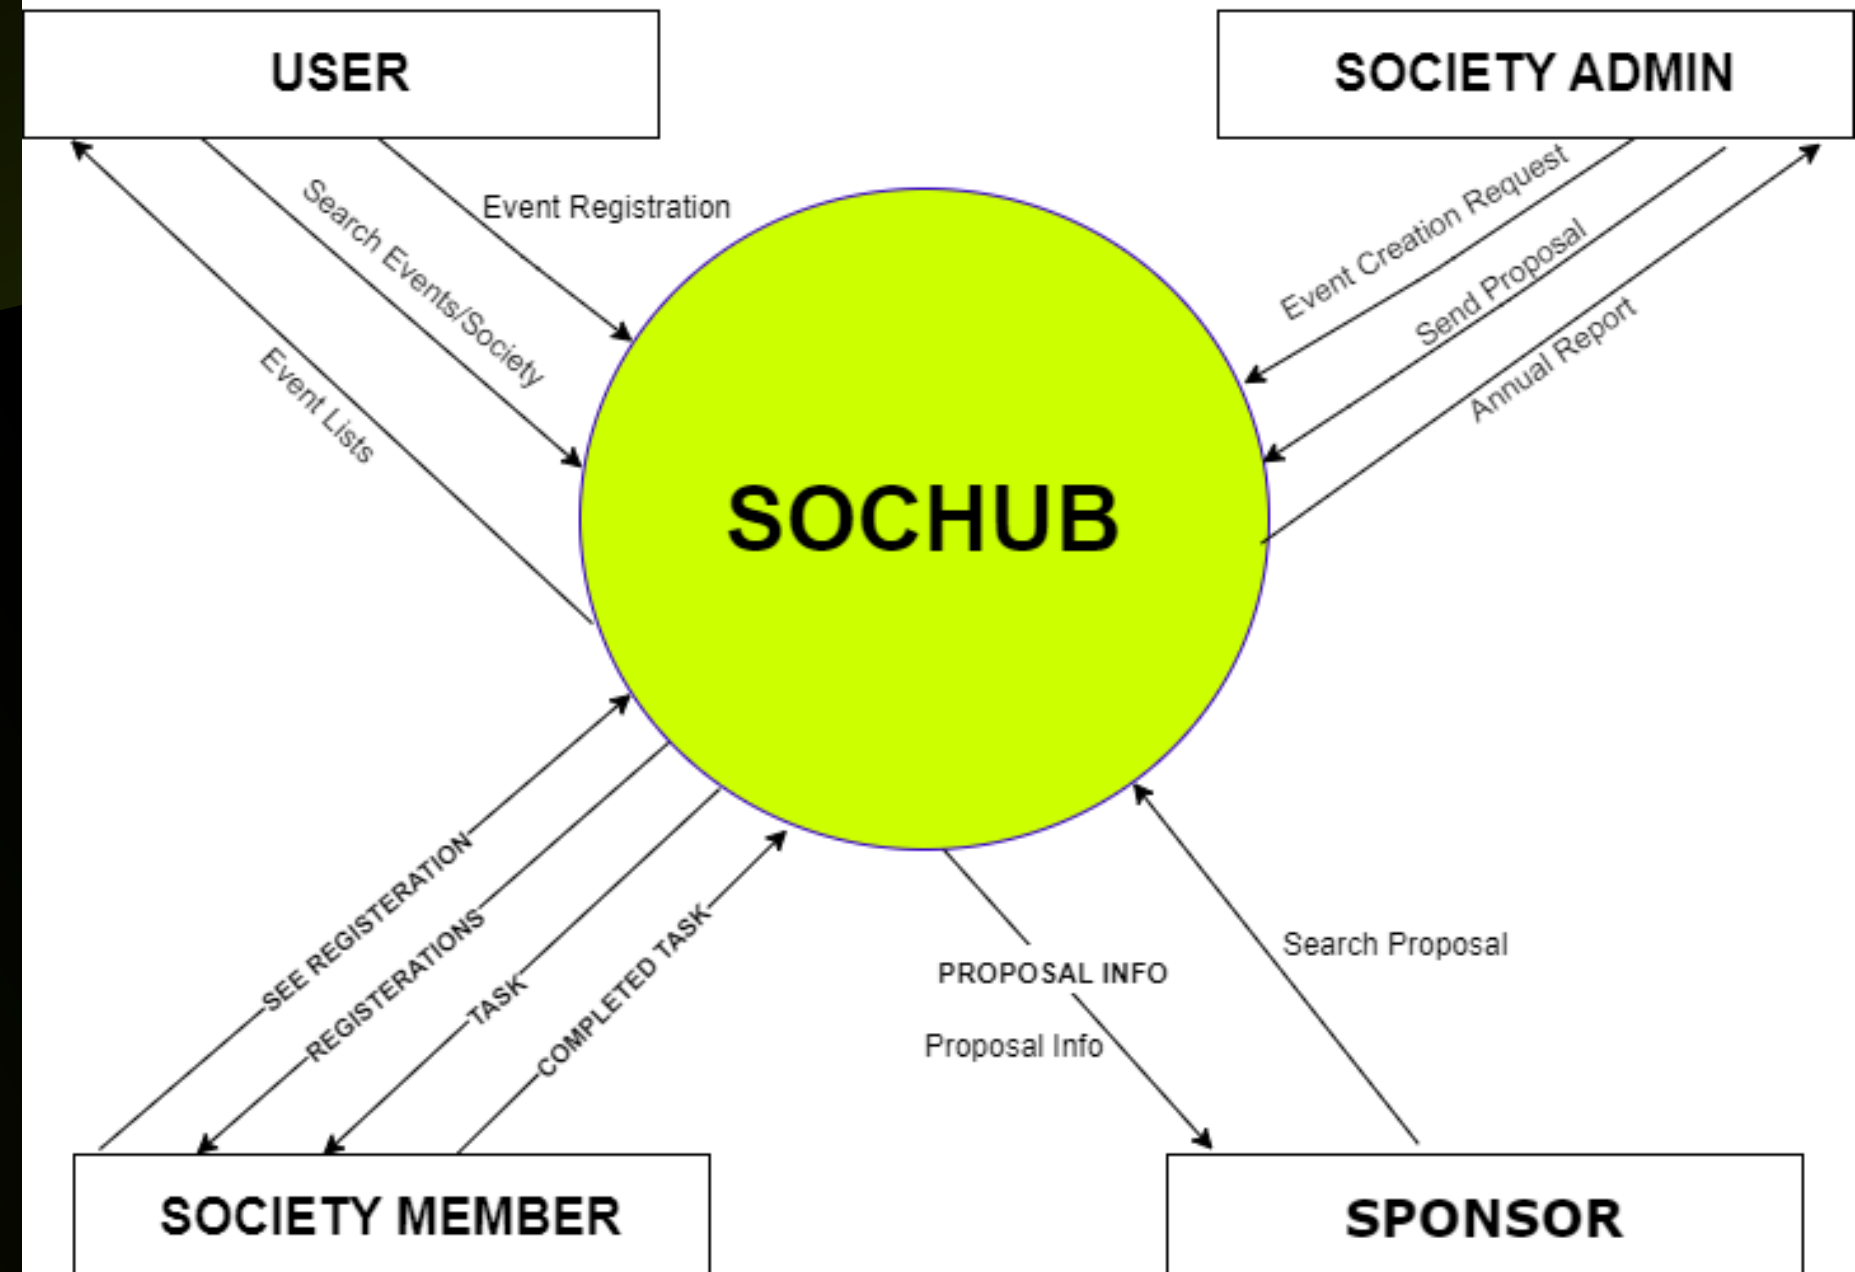 USER
SOCIETY ADMIN
Event Registration
Search Events/Society
Event Lists
Event Creation Request
Send Proposal
Annual Report
SOCHUB
SEE REGISTERATION
REGISTERATIONS
TASK
COMPLETED TASK
PROPOSAL INFO
Proposal Info
Search Proposal
SOCIETY MEMBER
SPONSOR